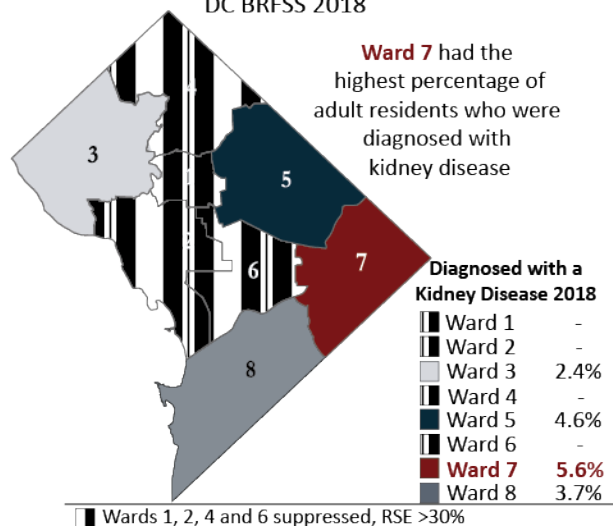 DC BRFSS 2018
Ward 7 had the
highest percentage of
adult residents who were
diagnosed with
kidney disease
4
3
1
5
2
6
7
8
Diagnosed with a
Kidney Disease 2018
Ward 1 -
Ward 2 -
Ward 3 2.4%
Ward 4 -
Ward 5 4.6%
Ward 6 -
Ward 7 5.6%
Ward 8 3.7%
Wards 1, 2, 4 and 6 suppressed, RSE >30%